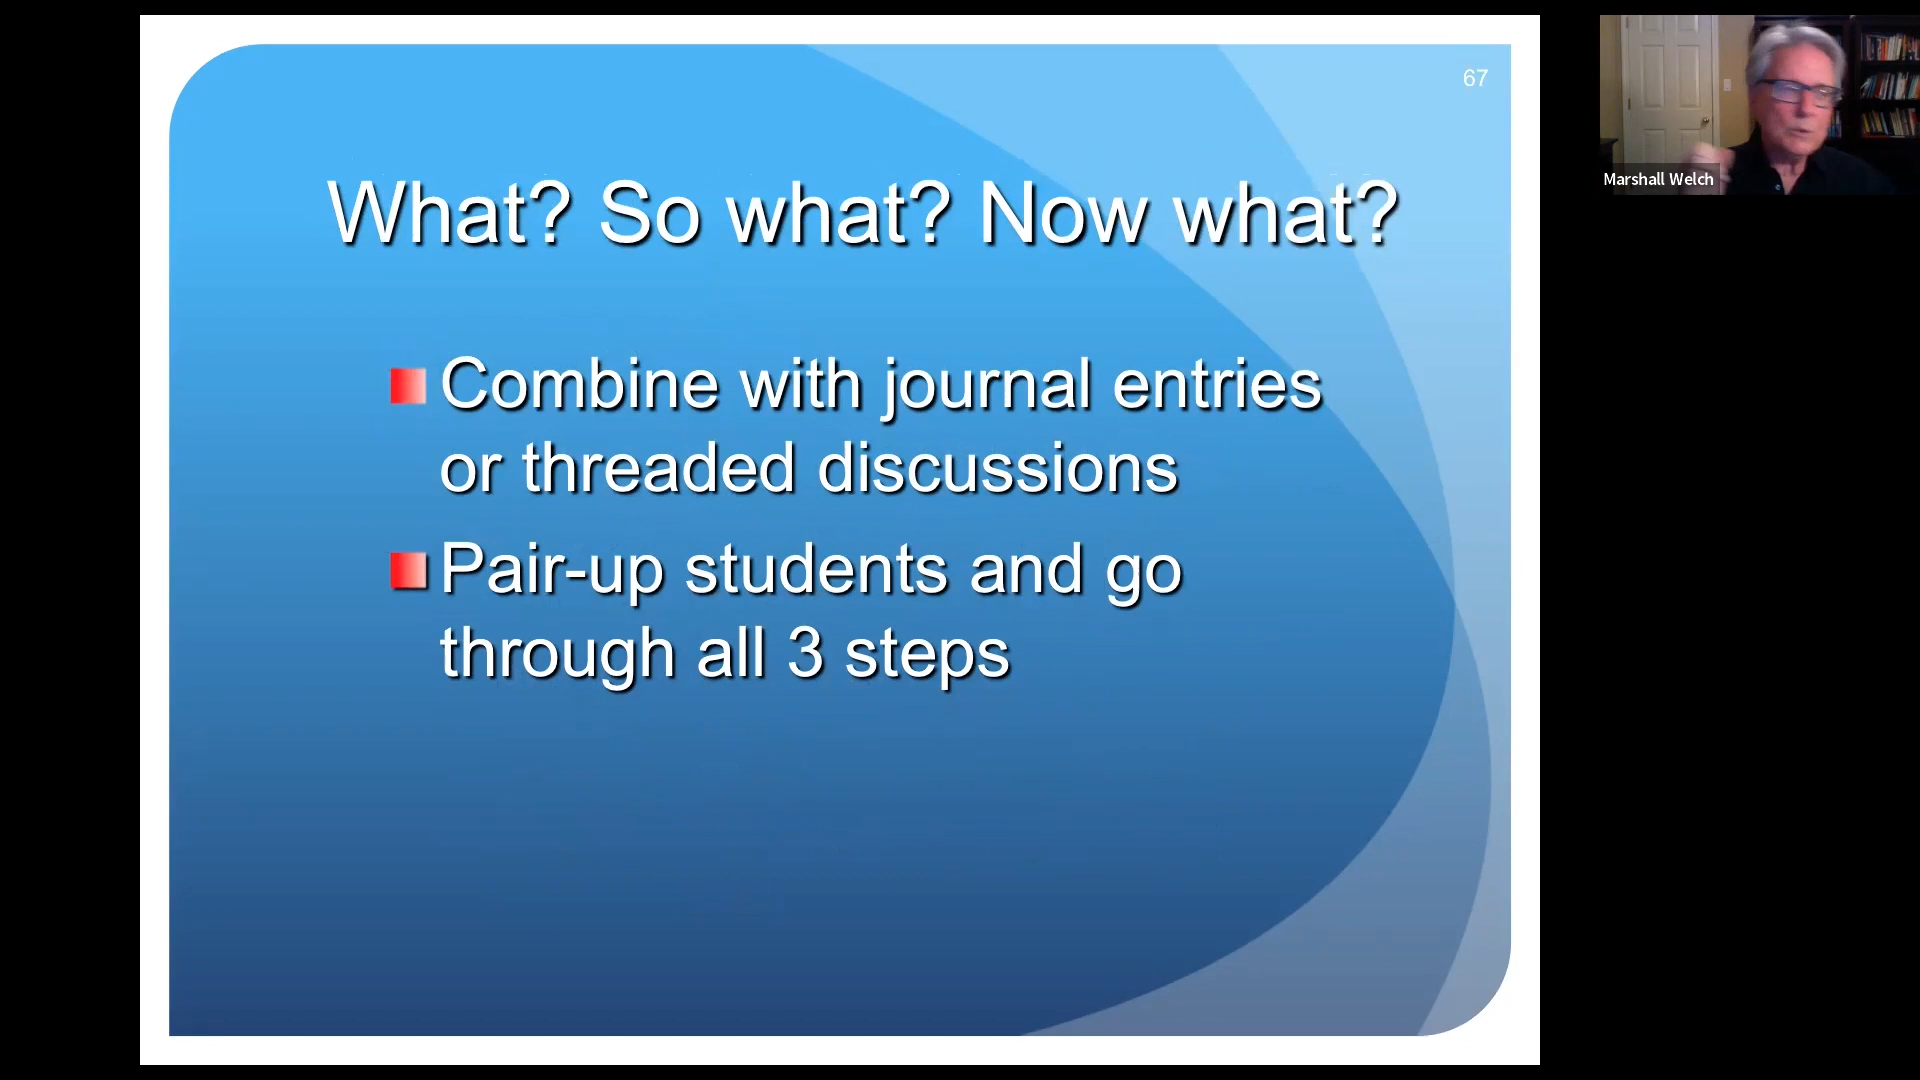 67
What? So what? Now what?
Combine with journal entries
or threaded discussions
Pair-up students and go
through all 3 steps
Marshall Welch